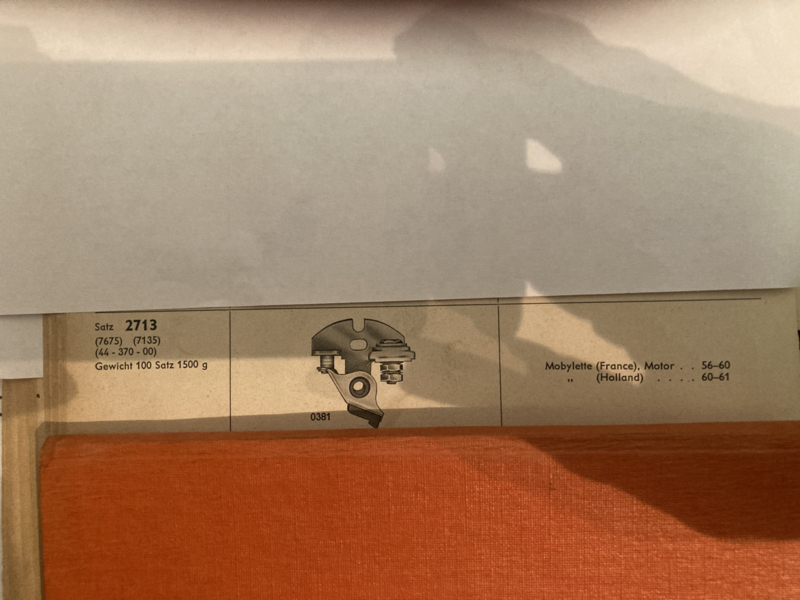 Satz 2713
(7675) (7135)
(44 - 370 - 00)
Gewicht 100 Satz 1500 g
0381
Mobylette (France), Motor . . 56–60
„ (Holland) . . . . 60–61